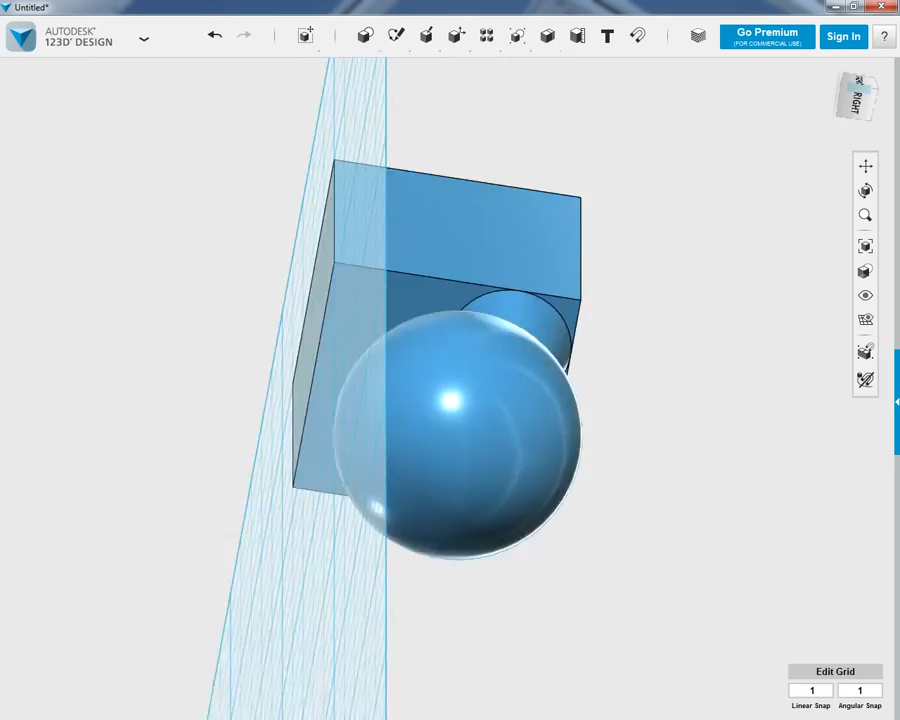 Untitled*
AUTODESK®
123D® DESIGN
T
Go Premium
(FOR COMMERCIAL USE)
Sign In
?
RIGHT
Edit Grid
1 1
Linear Snap Angular Snap